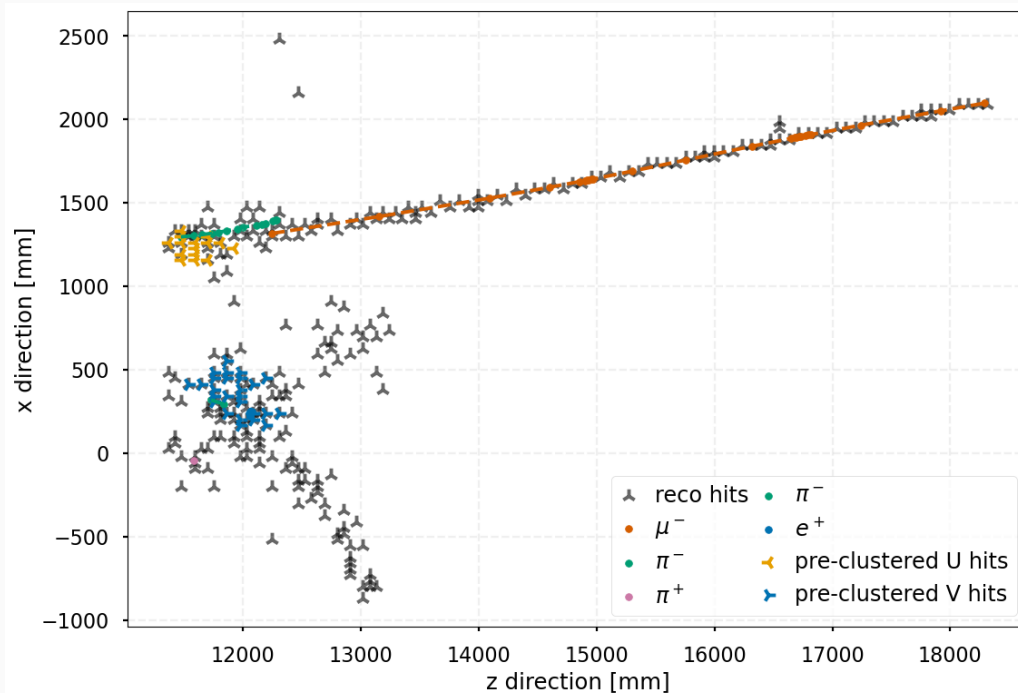 x direction [mm]
2500
2000
1500
1000
500
0
−500
−1000
12000 13000 14000 15000 16000 17000 18000
z direction [mm]
reco hits
μ⁻
π⁻
π⁺
π⁻
e⁺
pre-clustered U hits
pre-clustered V hits